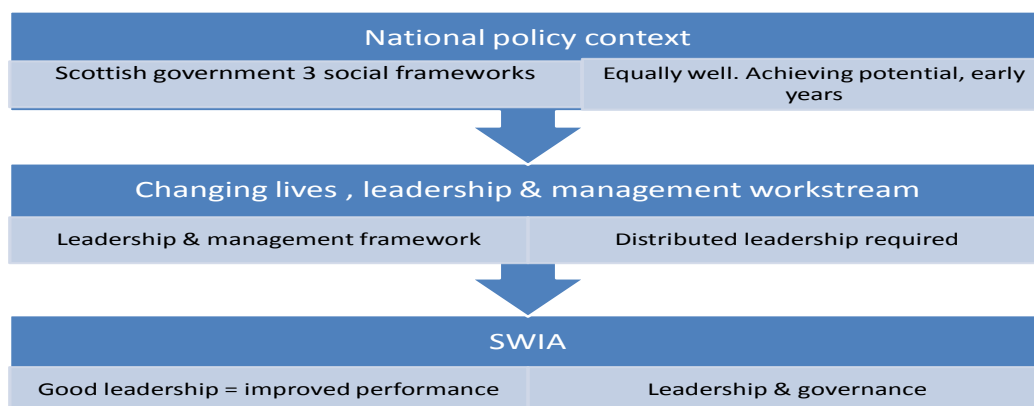 National policy context
Scottish government 3 social frameworks
Equally well. Achieving potential, early
years
Changing lives , leadership & management workstream
Leadership & management framework
Distributed leadership required
SWIA
Good leadership = improved performance
Leadership & governance